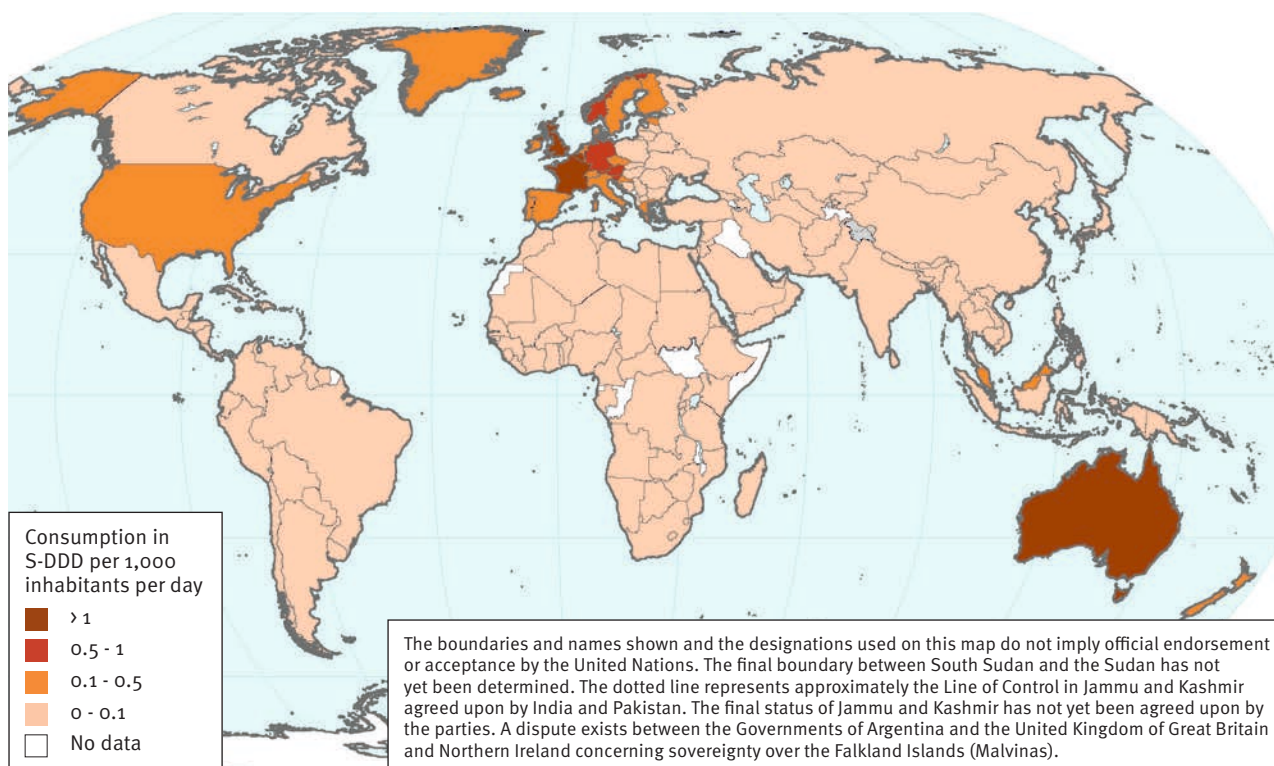 Consumption in
S-DDD per 1,000
inhabitants per day
> 1
0.5 - 1
0.1 - 0.5
0 - 0.1
No data
The boundaries and names shown and the designations used on this map do not imply official endorsement
or acceptance by the United Nations. The final boundary between South Sudan and the Sudan has not
yet been determined. The dotted line represents approximately the Line of Control in Jammu and Kashmir
agreed upon by India and Pakistan. The final status of Jammu and Kashmir has not yet been agreed upon by
the parties. A dispute exists between the Governments of Argentina and the United Kingdom of Great Britain
and Northern Ireland concerning sovereignty over the Falkland Islands (Malvinas).